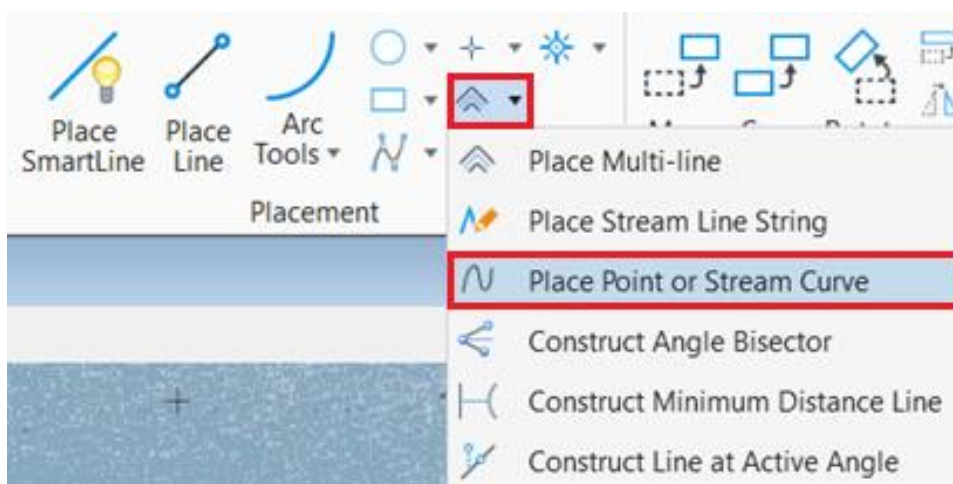 Place
SmartLine
Place
Line
Arc
Tools
Placement
Place Multi-line
Place Stream Line String
Place Point or Stream Curve
Construct Angle Bisector
Construct Minimum Distance Line
Construct Line at Active Angle